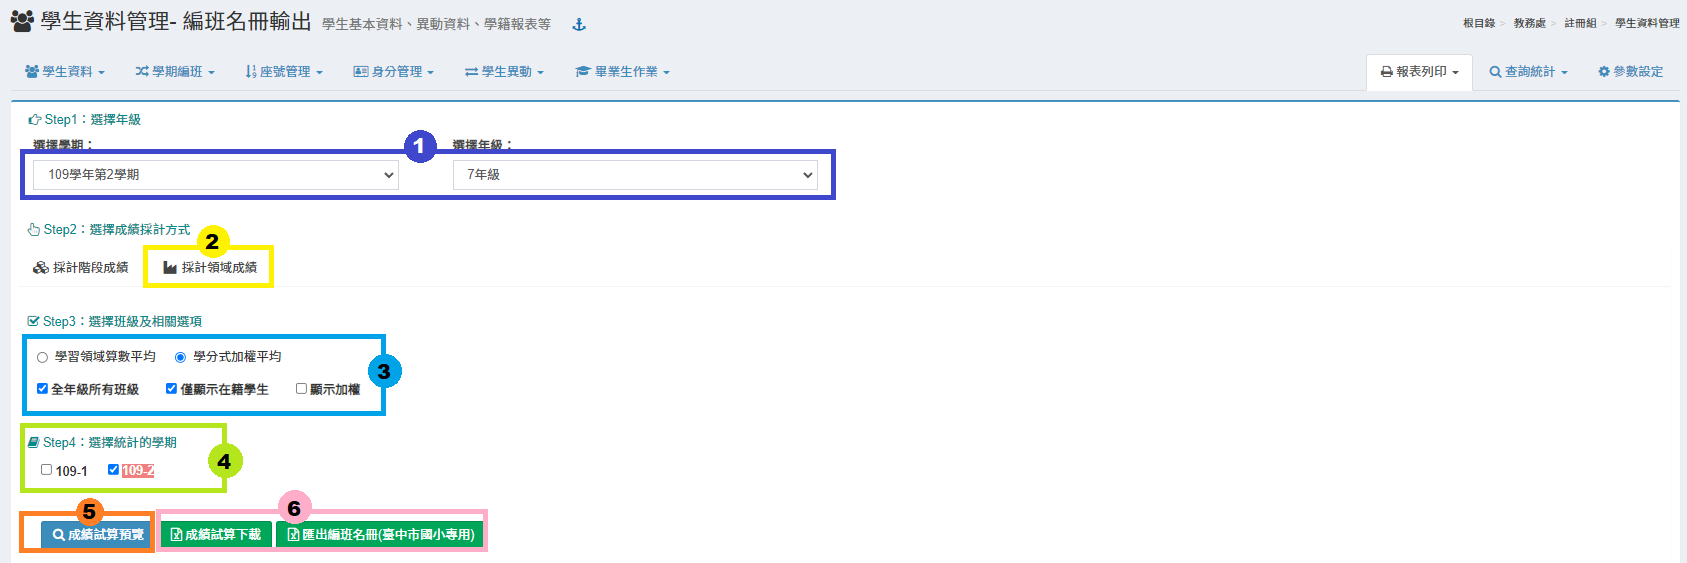 學生資料管理- 編班名冊輸出 學生基本資料、異動資料、學籍報表等
根目錄 > 教務處 > 註冊組 > 學生資料管理
學生資料 學期編班 座號管理 身分管理 學生異動 畢業生作業 報表列印 查詢統計 參數設定
Step1：選擇年級
選擇學期： 1 選擇年級：
109學年第2學期 7年級
Step2：選擇成績採計方式
2
採計階段成績 採計領域成績
Step3：選擇班級及相關選項
學習領域算數平均 學分式加權平均
3
全年級所有班級 僅顯示在籍學生 顯示加權
Step4：選擇統計的學期
4
109-1 109-2
5 6
成績試算預覽 成績試算下載 匯出編班名冊(臺中市國小專用)